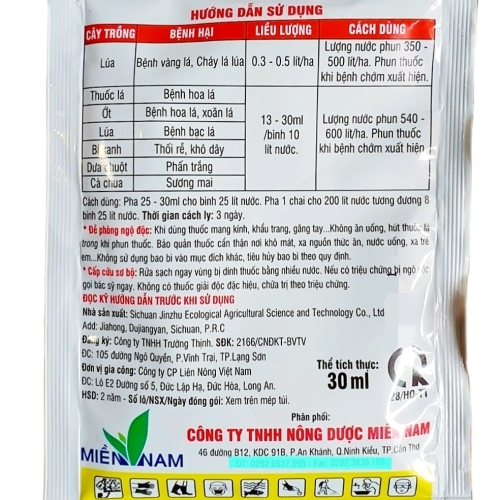 HƯỚNG DẪN SỬ DỤNG
CÂY TRỒNG BỆNH HẠI LIỀU LƯỢNG CÁCH DÙNG
Lúa Bệnh vàng lá, Cháy lá lúa 0.3 - 0.5 lít/ha Lượng nước phun 350 -
500 lít/ha. Phun thuốc
khi bệnh chớm xuất hiện.
Thuốc lá Bệnh hoa lá
Ớt Bệnh hoa lá, xoăn lá
Lúa Bệnh bạc lá
Bí xanh Thối rễ, khô dây
Dưa chuột Phấn trắng
Cà chua Sương mai
13 - 30ml
/bình 10
lít nước.
Lượng nước phun 540 -
600 lít/ha. Phun thuốc
khi bệnh chớm xuất hiện
Cách dùng: Pha 25 - 30ml cho bình 25 lít nước. Pha 1 chai cho 200 lít nước tương đương 8
bình 25 lít nước. Thời gian cách ly: 3 ngày.
* Đề phòng ngộ độc: Khi dùng thuốc mang kính, khẩu trang, găng tay...Không ăn uống, hút thuốc lá
trong khi phun thuốc. Bảo quản thuốc cẩn thận nơi khô mát, xa nguồn thức ăn, nước uống, xa trẻ
em...Không sử dụng bao bì vào mục đích khác, tiêu hủy bao bì theo quy định.
* Cấp cứu sơ bộ: Rửa sạch ngay vùng bị dính thuốc bằng nhiều nước. Nếu có triệu chứng bị ngộ độc
gọi bác sỹ ngay. Không có thuốc giải độc đặc hiệu, chữa trị theo triệu chứng.
ĐỌC KỸ HƯỚNG DẪN TRƯỚC KHI SỬ DỤNG
Nhà sản xuất: Sichuan Jinzhu Ecological Agricultural Science and Technology Co., Ltd
Add: Jiahong, Dujiangyan, Sichuan, P.R.C
Đăng ký: Công ty TNHH Trường Thịnh. SĐK: 2166/CNĐKT-BVTV
ĐC: 105 đường Ngô Quyền, P.Vĩnh Trại, TP.Lạng Sơn
Đơn vị gia công: Công ty CP Liên Nông Việt Nam
ĐC: Lô E2 Đường số 5, Đức Lập Hạ, Đức Hòa, Long An.
HSD: 2 năm - Số lô/NSX/Ngày đóng gói: Xem trên mép túi.
Thể tích thực:
30 ml
CR
28/HQ-11
Phân phối:
CÔNG TY TNHH NÔNG DƯỢC MIỀN NAM
46 đường B12, KDC 91B, P.An Khánh, Q.Ninh Kiều, TP.Cần Thơ
MIỀN NAM